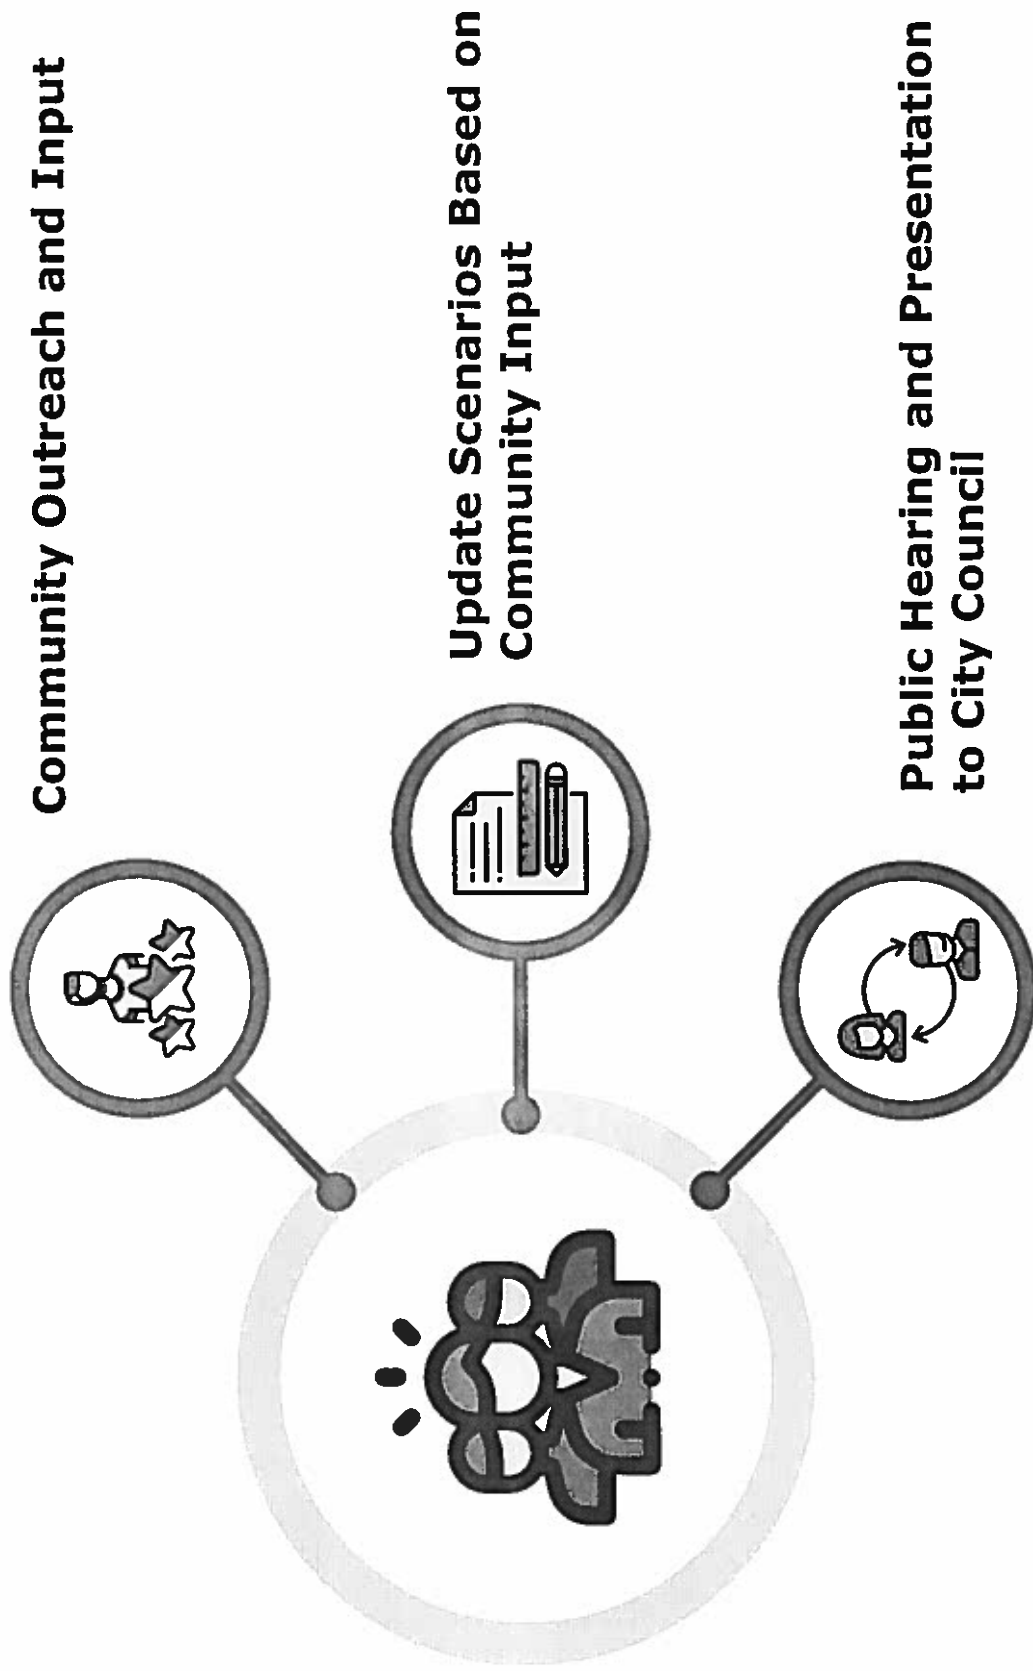 Community Outreach and Input
Update Scenarios Based on
Community Input
Public Hearing and Presentation
to City Council